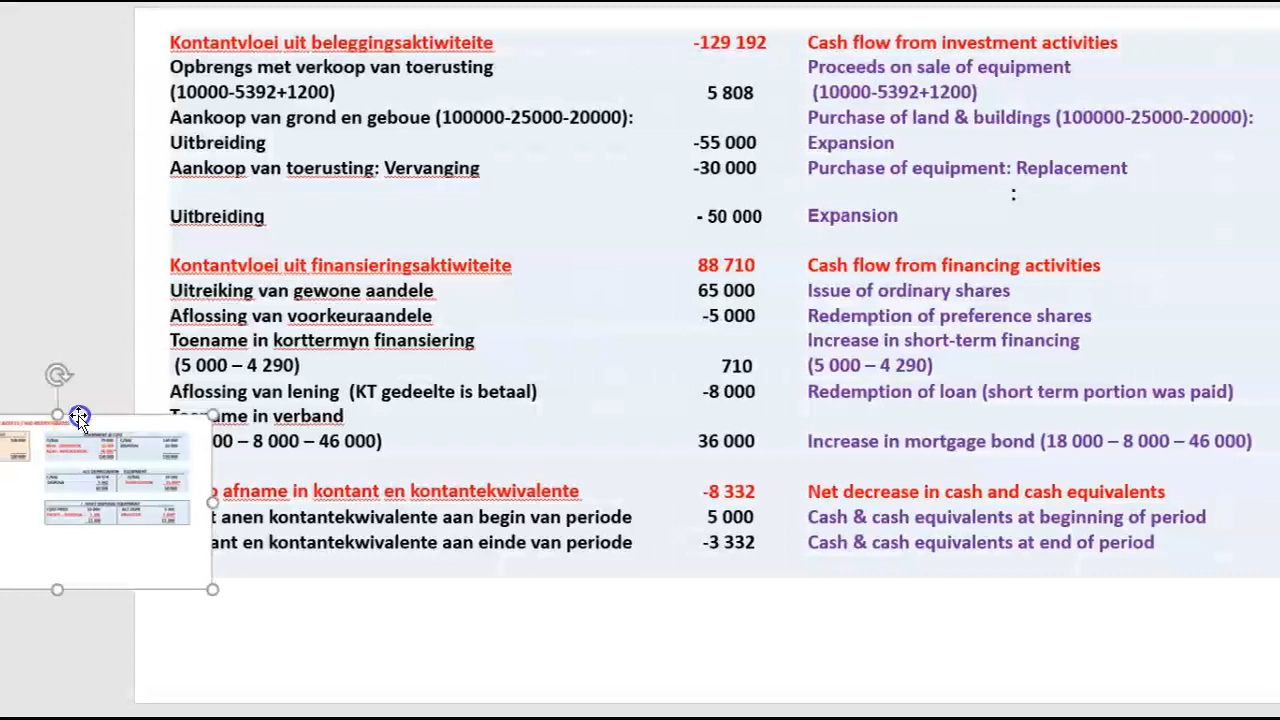 Kontantvloei uit beleggingsaktiwiteite -129 192 Cash flow from investment activities
Opbrengs met verkoop van toerusting Proceeds on sale of equipment
(10000-5392+1200) 5 808 (10000-5392+1200)
Aankoop van grond en geboue (100000-25000-20000): Purchase of land & buildings (100000-25000-20000):
Uitbreiding -55 000 Expansion
Aankoop van toerusting: Vervanging -30 000 Purchase of equipment: Replacement
:
Uitbreiding - 50 000 Expansion
Kontantvloei uit finansieringsaktiwiteite 88 710 Cash flow from financing activities
Uitreiking van gewone aandele 65 000 Issue of ordinary shares
Aflossing van voorkeuraandele -5 000 Redemption of preference shares
Toename in korttermyn finansiering Increase in short-term financing
(5 000 – 4 290) 710 (5 000 – 4 290)
Aflossing van lening (KT gedeelte is betaal) -8 000 Redemption of loan (short term portion was paid)
in verband
– 8 000 – 46 000) 36 000 Increase in mortgage bond (18 000 – 8 000 – 46 000)
afname in kontant en kontantekwivalente -8 332 Net decrease in cash and cash equivalents
anen kontantekwivalente aan begin van periode 5 000 Cash & cash equivalents at beginning of period
en kontantekwivalente aan einde van periode -3 332 Cash & cash equivalents at end of period